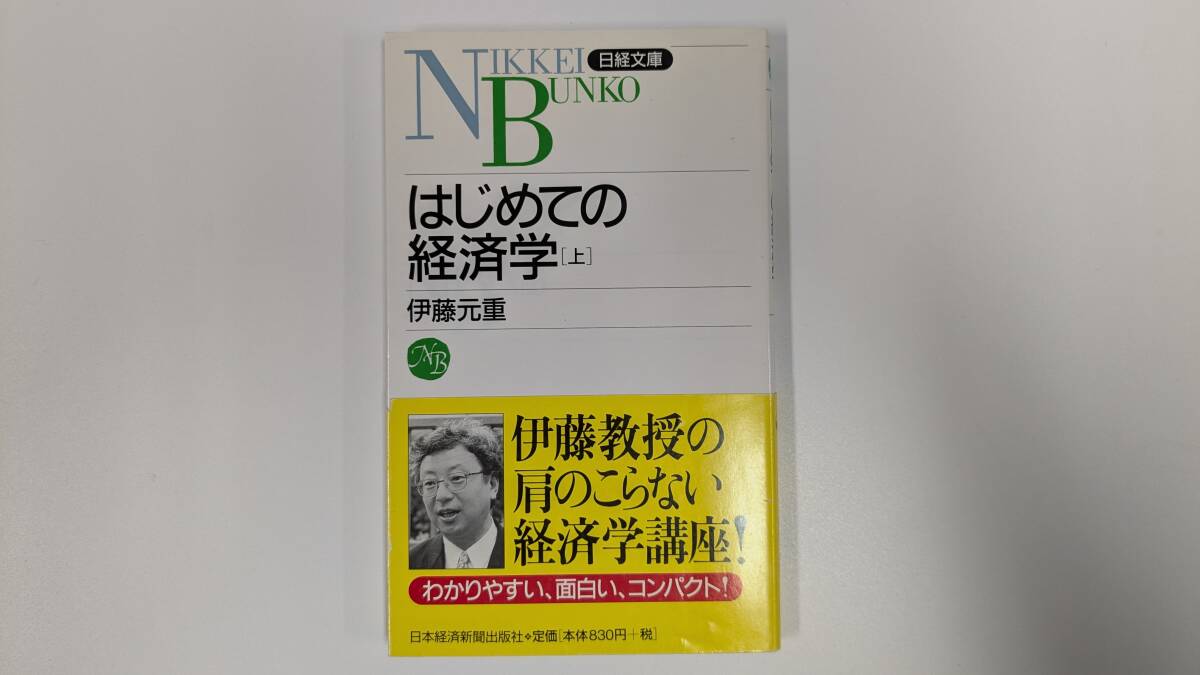 NIKKEI
日経文庫
BUNKO
はじめての
経済学[上]
伊藤元重
NB
伊藤教授の
肩のこらない
経済学講座!
わかりやすい、面白い、コンパクト!
日本経済新聞出版社❖定価[本体830円+税]